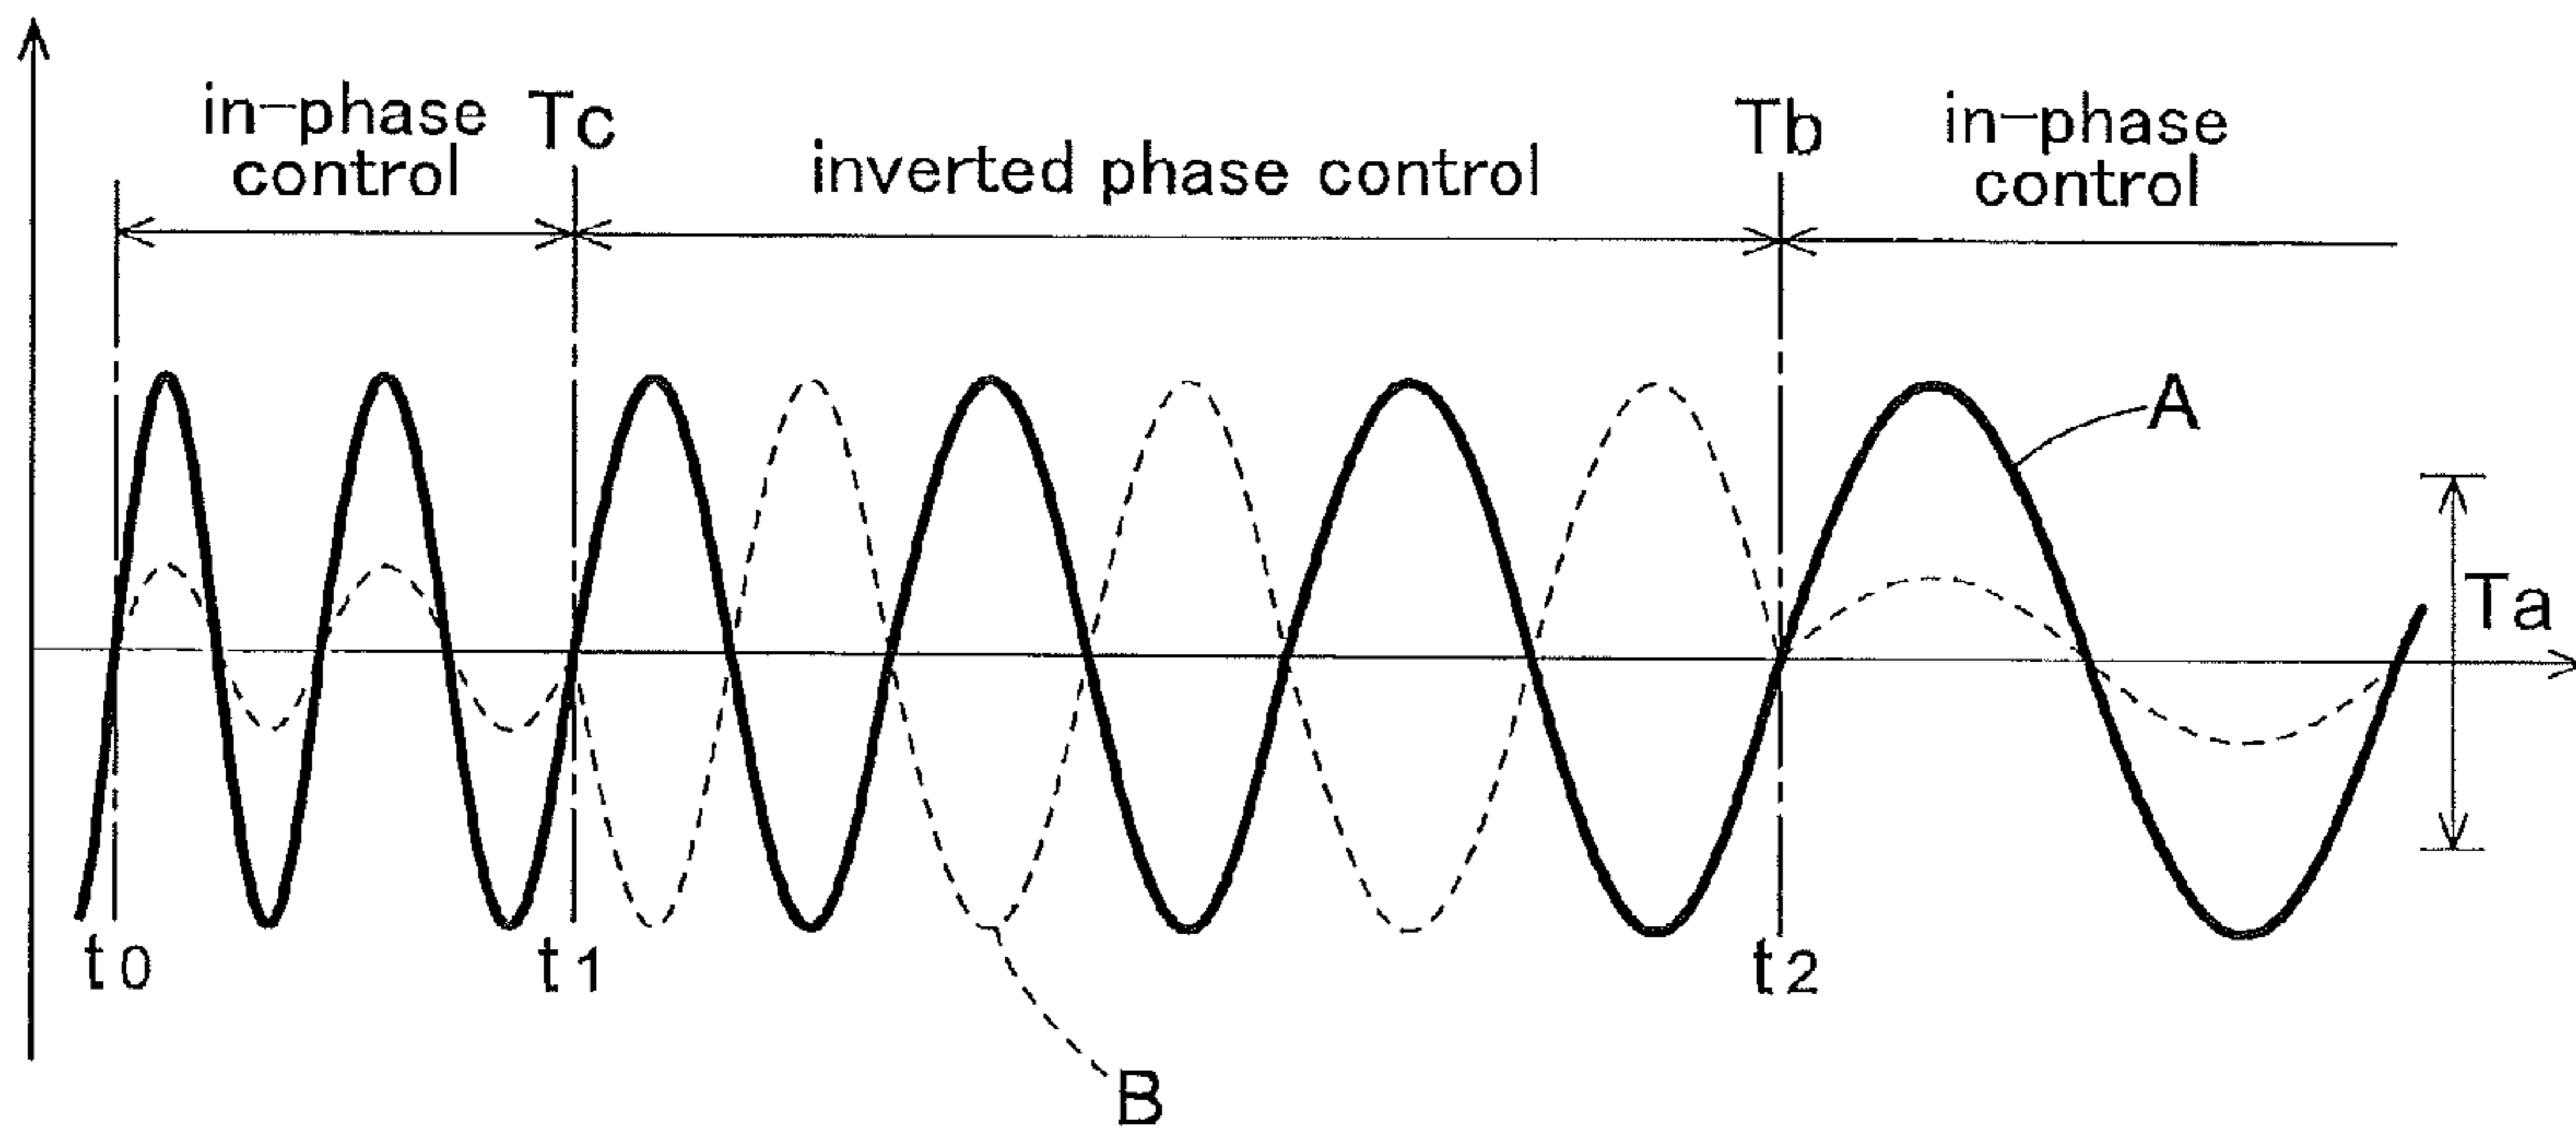 in-phase
control
Tc
inverted phase control
Tb
in-phase
control
A
Ta
t0
t1
t2
B